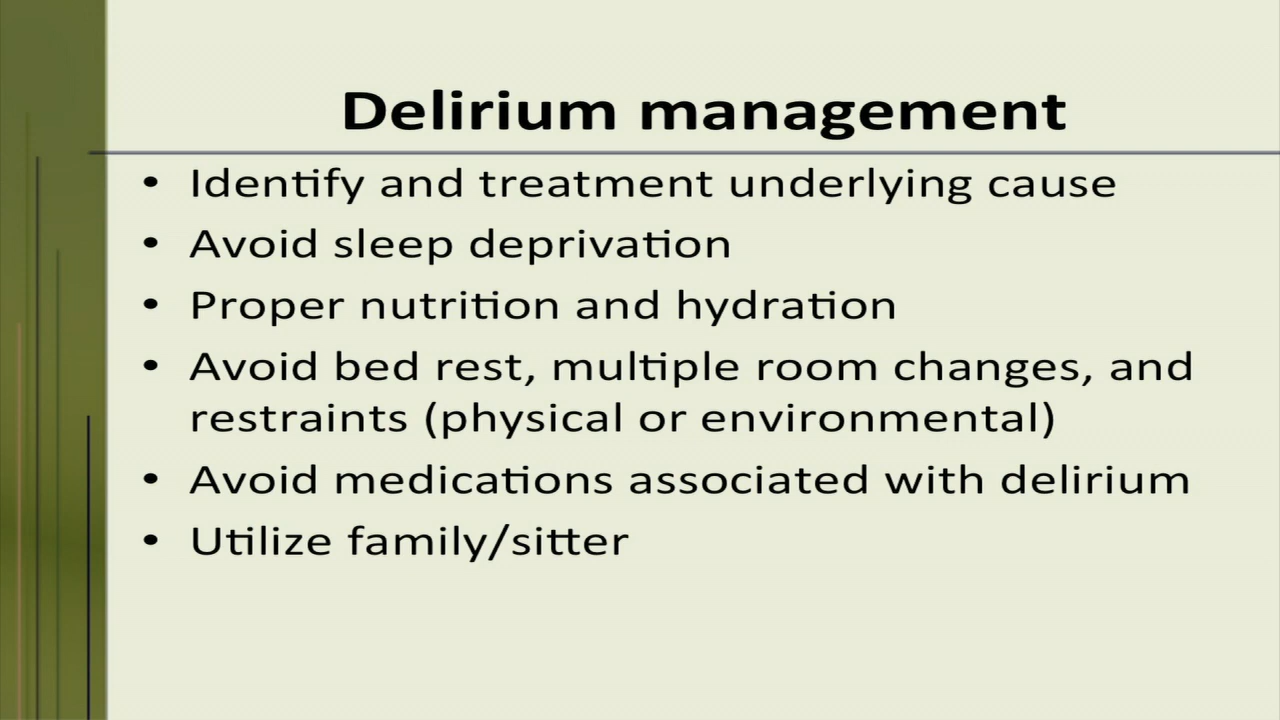 Delirium management
• Identify and treatment underlying cause
• Avoid sleep deprivation
• Proper nutrition and hydration
• Avoid bed rest, multiple room changes, and
restraints (physical or environmental)
• Avoid medications associated with delirium
• Utilize family/sitter